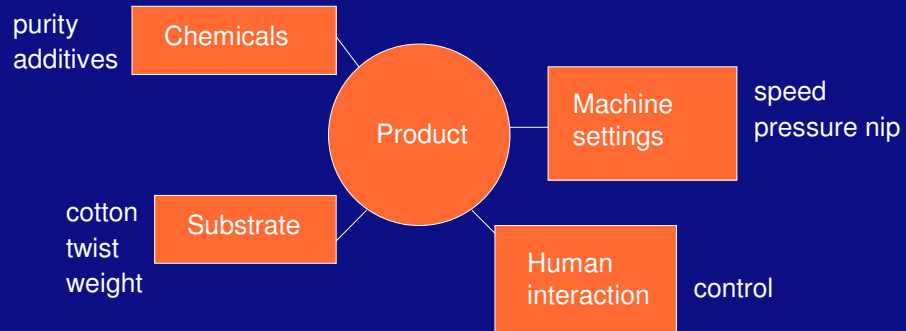 purity
additives
Chemicals
Product
Machine
settings
speed
pressure nip
cotton
twist
weight
Substrate
Human
interaction
control